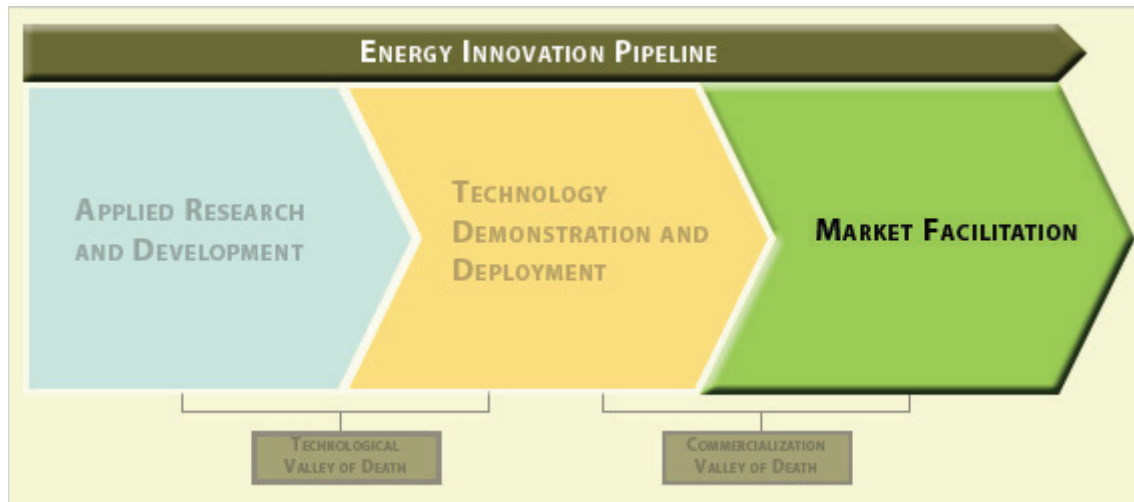 ENERGY INNOVATION PIPELINE
APPLIED RESEARCH
AND DEVELOPMENT
TECHNOLOGY
DEMONSTRATION AND
DEPLOYMENT
MARKET FACILITATION
TECHNOLOGICAL
VALLEY OF DEATH
COMMERCIALIZATION
VALLEY OF DEATH